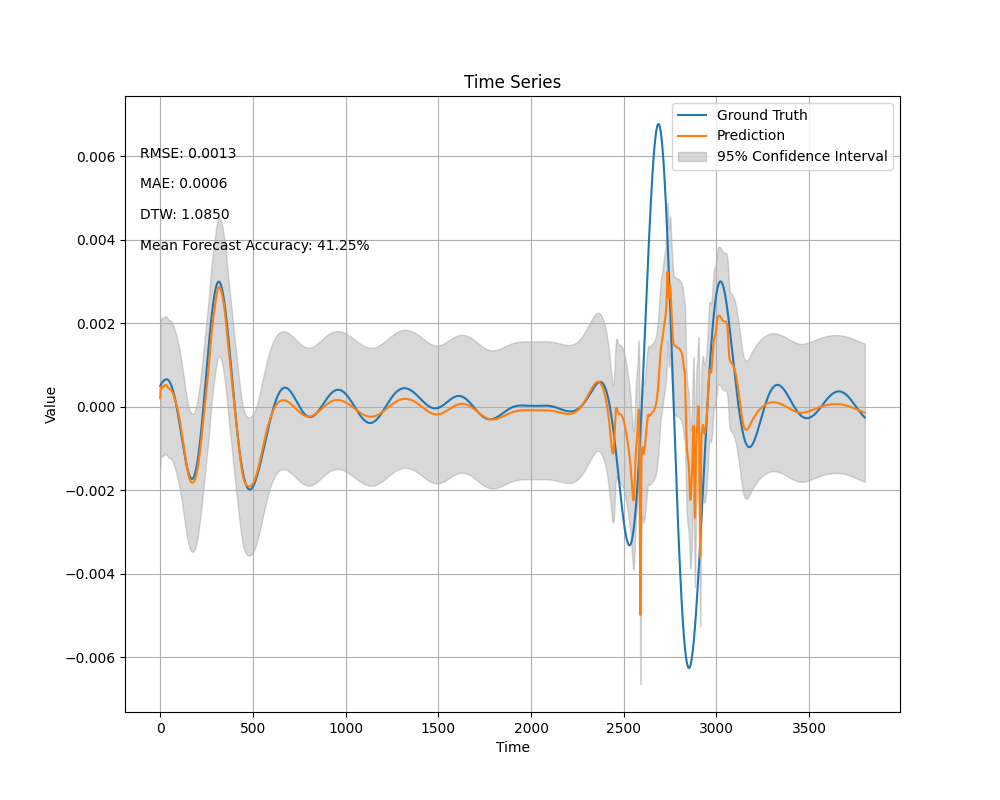 Time Series
Ground Truth
Prediction
95% Confidence Interval
RMSE: 0.0013
MAE: 0.0006
DTW: 1.0850
Mean Forecast Accuracy: 41.25%
0.006
0.004
0.002
0.000
−0.002
−0.004
−0.006
Value
0 500 1000 1500 2000 2500 3000 3500
Time